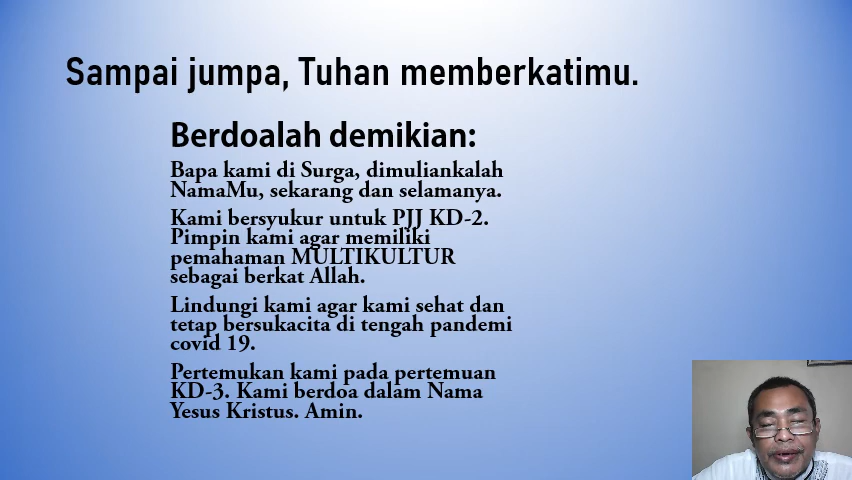 Sampai jumpa, Tuhan memberkatimu.
Berdoalah demikian:
Bapa kami di Surga, dimuliankalah
NamaMu, sekarang dan selamanya.
Kami bersyukur untuk PJJ KD-2.
Pimpin kami agar memiliki
pemahaman MULTIKULTUR
sebagai berkat Allah.
Lindungi kami agar kami sehat dan
tetap bersukacita di tengah pandemi
covid 19.
Pertemukan kami pada pertemuan
KD-3. Kami berdoa dalam Nama
Yesus Kristus. Amin.